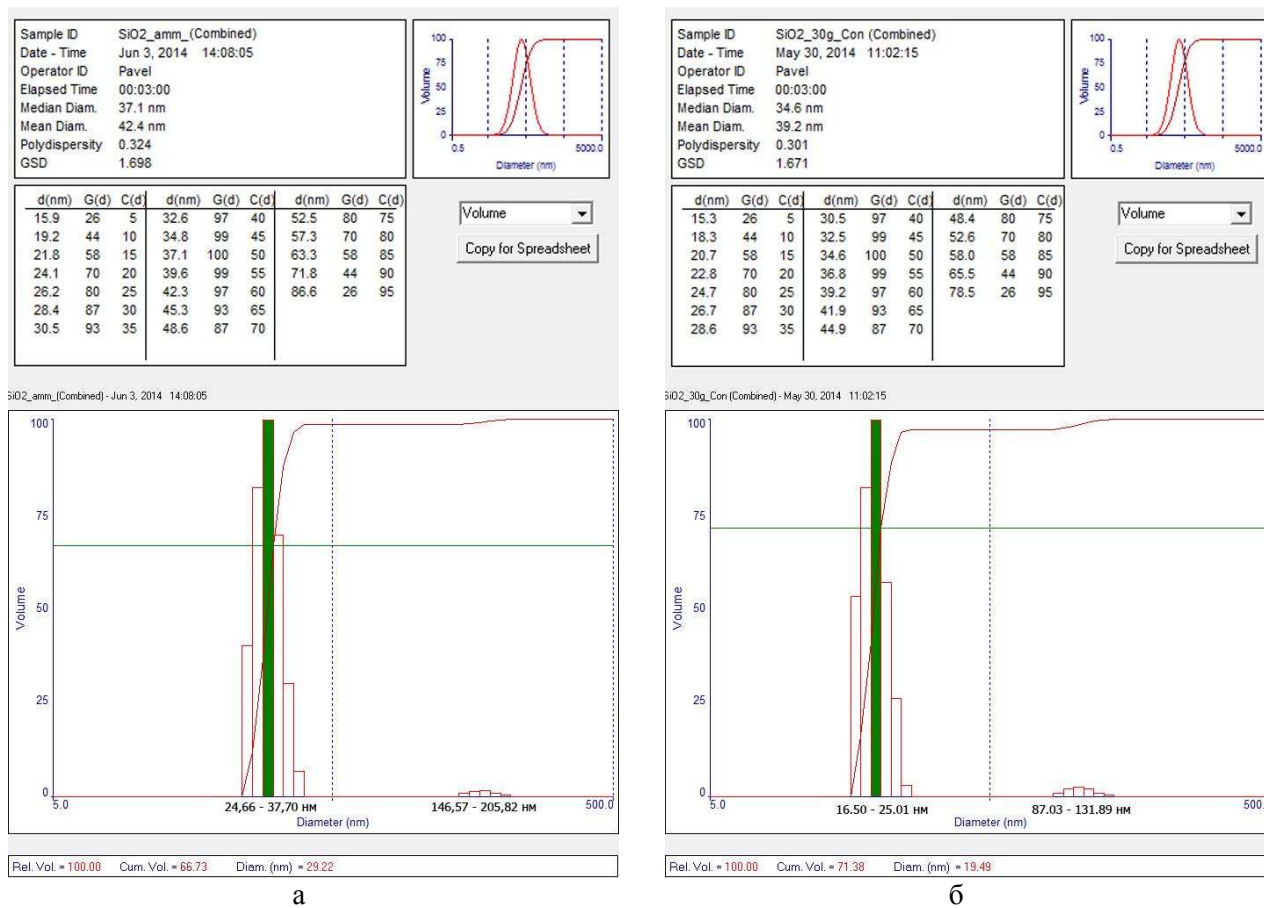 Sample ID SiO2_amm_(Combined)
Date - Time Jun 3, 2014 14:08:05
Operator ID Pavel
Elapsed Time 00:03:00
Median Diam. 37.1 nm
Mean Diam. 42.4 nm
Polydispersity 0.324
GSD 1.698
100
75
50
25
0
Volume
0.5 5000.0
Diameter (nm)
d(nm) G(d) C(d) d(nm) G(d) C(d) d(nm) G(d) C(d)
15.9 26 5 32.6 97 40 52.5 80 75
19.2 44 10 34.8 99 45 57.3 70 80
21.8 58 15 37.1 100 50 63.3 58 85
24.1 70 20 39.6 99 55 71.8 44 90
26.2 80 25 42.3 97 60 86.6 26 95
28.4 87 30 45.3 93 65
30.5 93 35 48.6 87 70
Volume
Copy for Spreadsheet
SiO2_amm_(Combined) - Jun 3, 2014 14:08:05
100
75
50
25
0
Volume
5.0 500.0
24,66 - 37,70 нм 146,57 - 205,82 нм
Diameter (nm)
Rel. Vol. = 100.00 Cum. Vol. = 66.73 Diam. (nm) = 29.22
а
Sample ID SiO2_30g_Con (Combined)
Date - Time May 30, 2014 11:02:15
Operator ID Pavel
Elapsed Time 00:03:00
Median Diam. 34.6 nm
Mean Diam. 39.2 nm
Polydispersity 0.301
GSD 1.671
100
75
50
25
0
Volume
0.5 5000.0
Diameter (nm)
d(nm) G(d) C(d) d(nm) G(d) C(d) d(nm) G(d) C(d)
15.3 26 5 30.5 97 40 48.4 80 75
18.3 44 10 32.5 99 45 52.6 70 80
20.7 58 15 34.6 100 50 58.0 58 85
22.8 70 20 36.8 99 55 65.5 44 90
24.7 80 25 39.2 97 60 78.5 26 95
26.7 87 30 41.9 93 65
28.6 93 35 44.9 87 70
Volume
Copy for Spreadsheet
SiO2_30g_Con (Combined) - May 30, 2014 11:02:15
100
75
50
25
0
Volume
5.0 500.
16.50 - 25.01 нм 87.03 - 131.89 нм
Diameter (nm)
Rel. Vol. = 100.00 Cum. Vol. = 71.38 Diam. (nm) = 19.49
б